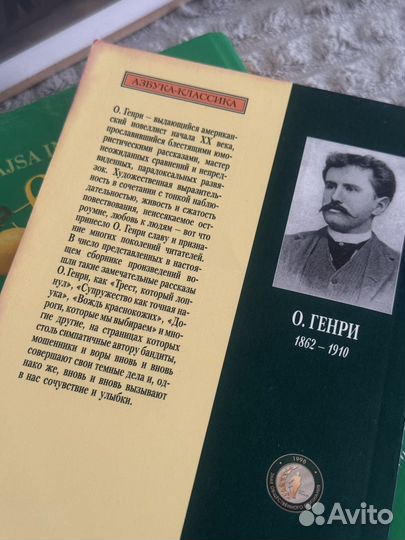 AJSA I
АЗБУКА-КЛАССИКА
О. Генри – выдающийся американ-
ский новеллист начала XX века,
прославившийся блестящими юмо-
ристическими рассказами, мастер
неожиданных сравнений и непред-
виденных, парадоксальных развя-
зок. Художественная выразитель-
ность в сочетании с тонкой наблю-
дательностью, живость и сжатость
повествования, неиссякаемое ост-
роумие, любовь к людям – вот что
принесло О. Генри славу и призна-
ние многих поколений читателей.
В число представленных в настоя-
щем сборнике произведений во-
шли такие замечательные рассказы
О. Генри, как «Трест, который лоп-
нул», «Супружество как точная на-
ука», «Вождь краснокожих», «До-
роги, которые мы выбираем» и мно-
гие другие, на страницах которых
столь симпатичные автору бандиты,
мошенники и воры вновь и вновь
совершают свои темные дела и, од-
нако же, вновь и вновь вызывают
в нас сочувствие и улыбки.
О. ГЕНРИ
1862 – 1910
1998
Avito